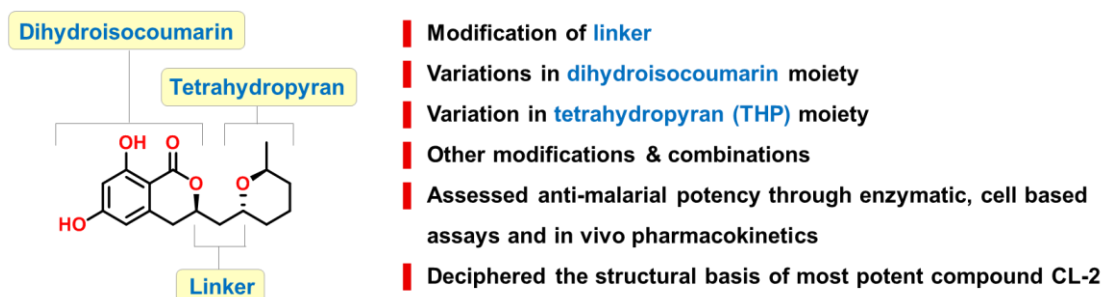 Dihydroisocoumarin
Tetrahydropyran
OH
O
O
O
HO
Linker
Modification of linker
Variations in dihydroisocoumarin moiety
Variation in tetrahydropyran (THP) moiety
Other modifications & combinations
Assessed anti-malarial potency through enzymatic, cell based
assays and in vivo pharmacokinetics
Deciphered the structural basis of most potent compound CL-2